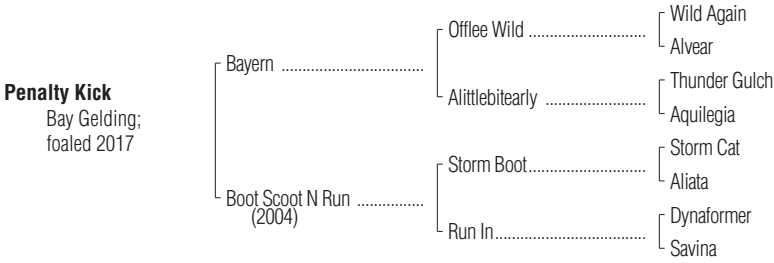 Penalty Kick
Bay Gelding;
foaled 2017
Bayern ................................
Boot Scoot N Run ...............
(2004)
Offlee Wild ..........................
Alittlebitearly ......................
Storm Boot..........................
Run In.................................
Wild Again
Alvear
Thunder Gulch
Aquilegia
Storm Cat
Aliata
Dynaformer
Savina